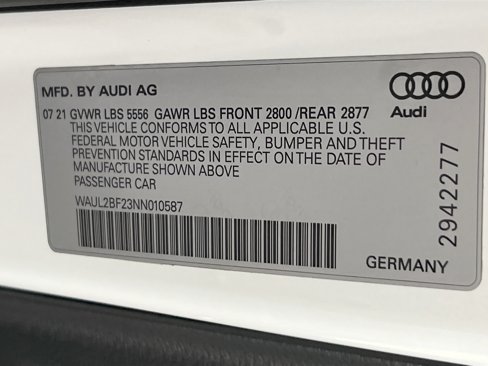 MFD. BY AUDI AG
07 21 GVWR LBS 5556 GAWR LBS FRONT 2800 /REAR 2877
THIS VEHICLE CONFORMS TO ALL APPLICABLE U.S.
FEDERAL MOTOR VEHICLE SAFETY, BUMPER AND THEFT
PREVENTION STANDARDS IN EFFECT ON THE DATE OF
MANUFACTURE SHOWN ABOVE
PASSENGER CAR
WAUL2BF23NN010587
Audi
2942277
GERMANY